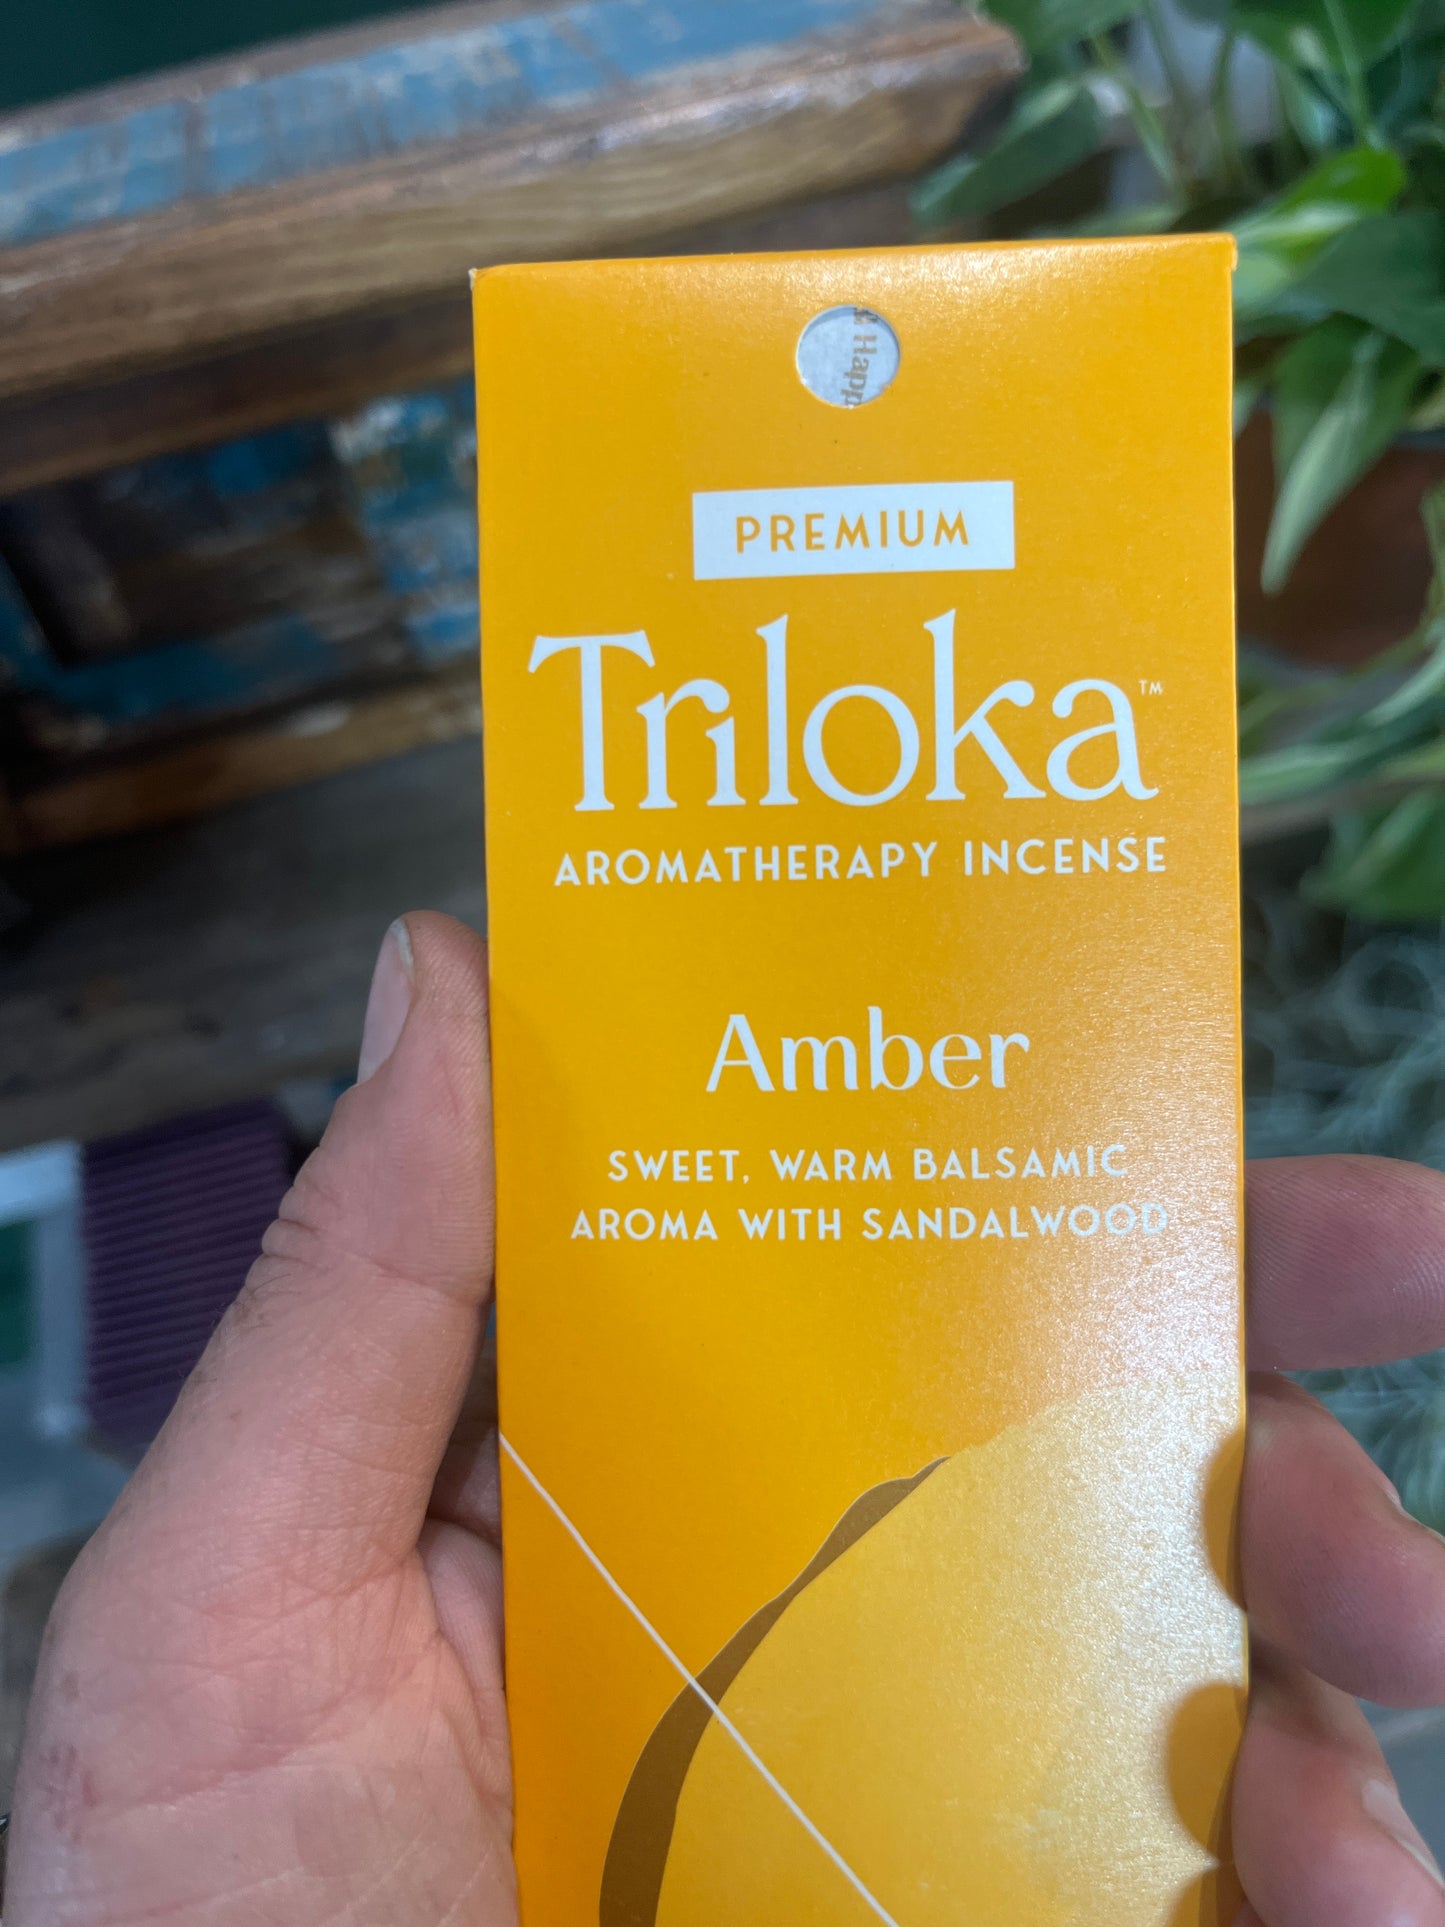 PREMIUM
Triloka™
AROMATHERAPY INCENSE
Amber
SWEET, WARM BALSAMIC
AROMA WITH SANDALWOOD